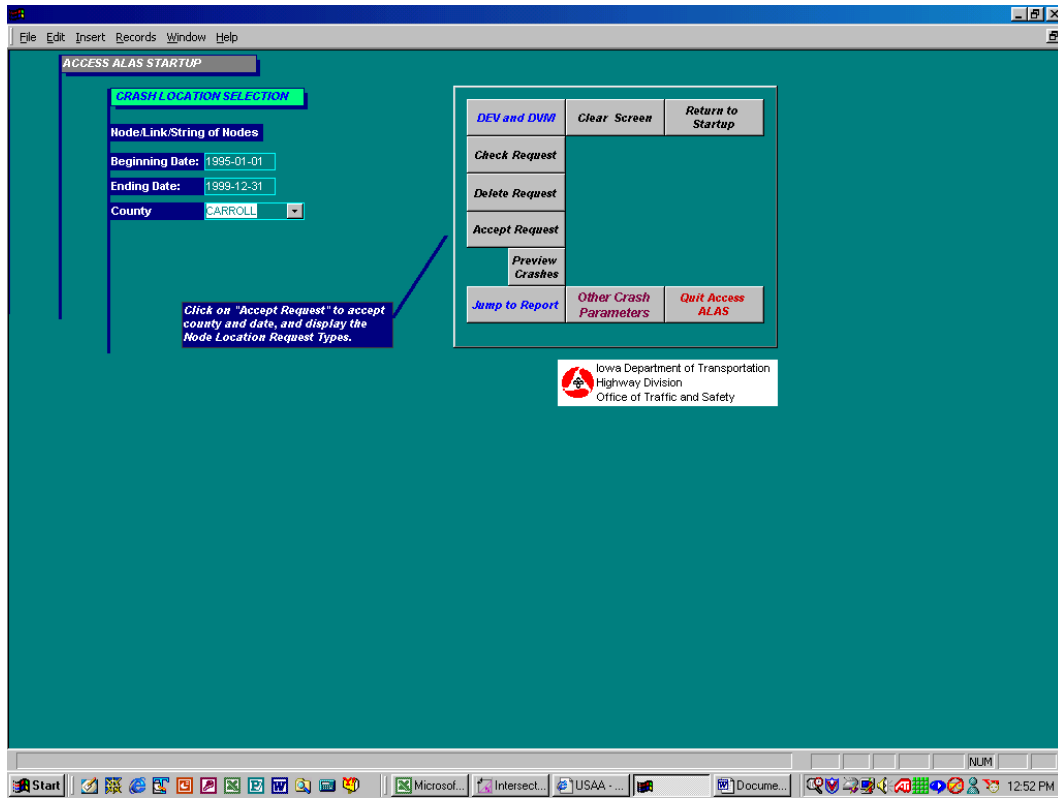 File Edit Insert Records Window Help
ACCESS ALAS STARTUP
CRASH LOCATION SELECTION
Node/Link/String of Nodes
Beginning Date: 1995-01-01
Ending Date: 1999-12-31
County CARROLL
Click on "Accept Request" to accept
county and date, and display the
Node Location Request Types.
DEV and DVM
Clear Screen
Return to
Startup
Check Request
Delete Request
Accept Request
Preview
Crashes
Jump to Report
Other Crash
Parameters
Quit Access
ALAS
Iowa Department of Transportation
Highway Division
Office of Traffic and Safety
NUM
Start
Microsof...
Intersect...
USAA - ...
Docume...
12:52 PM